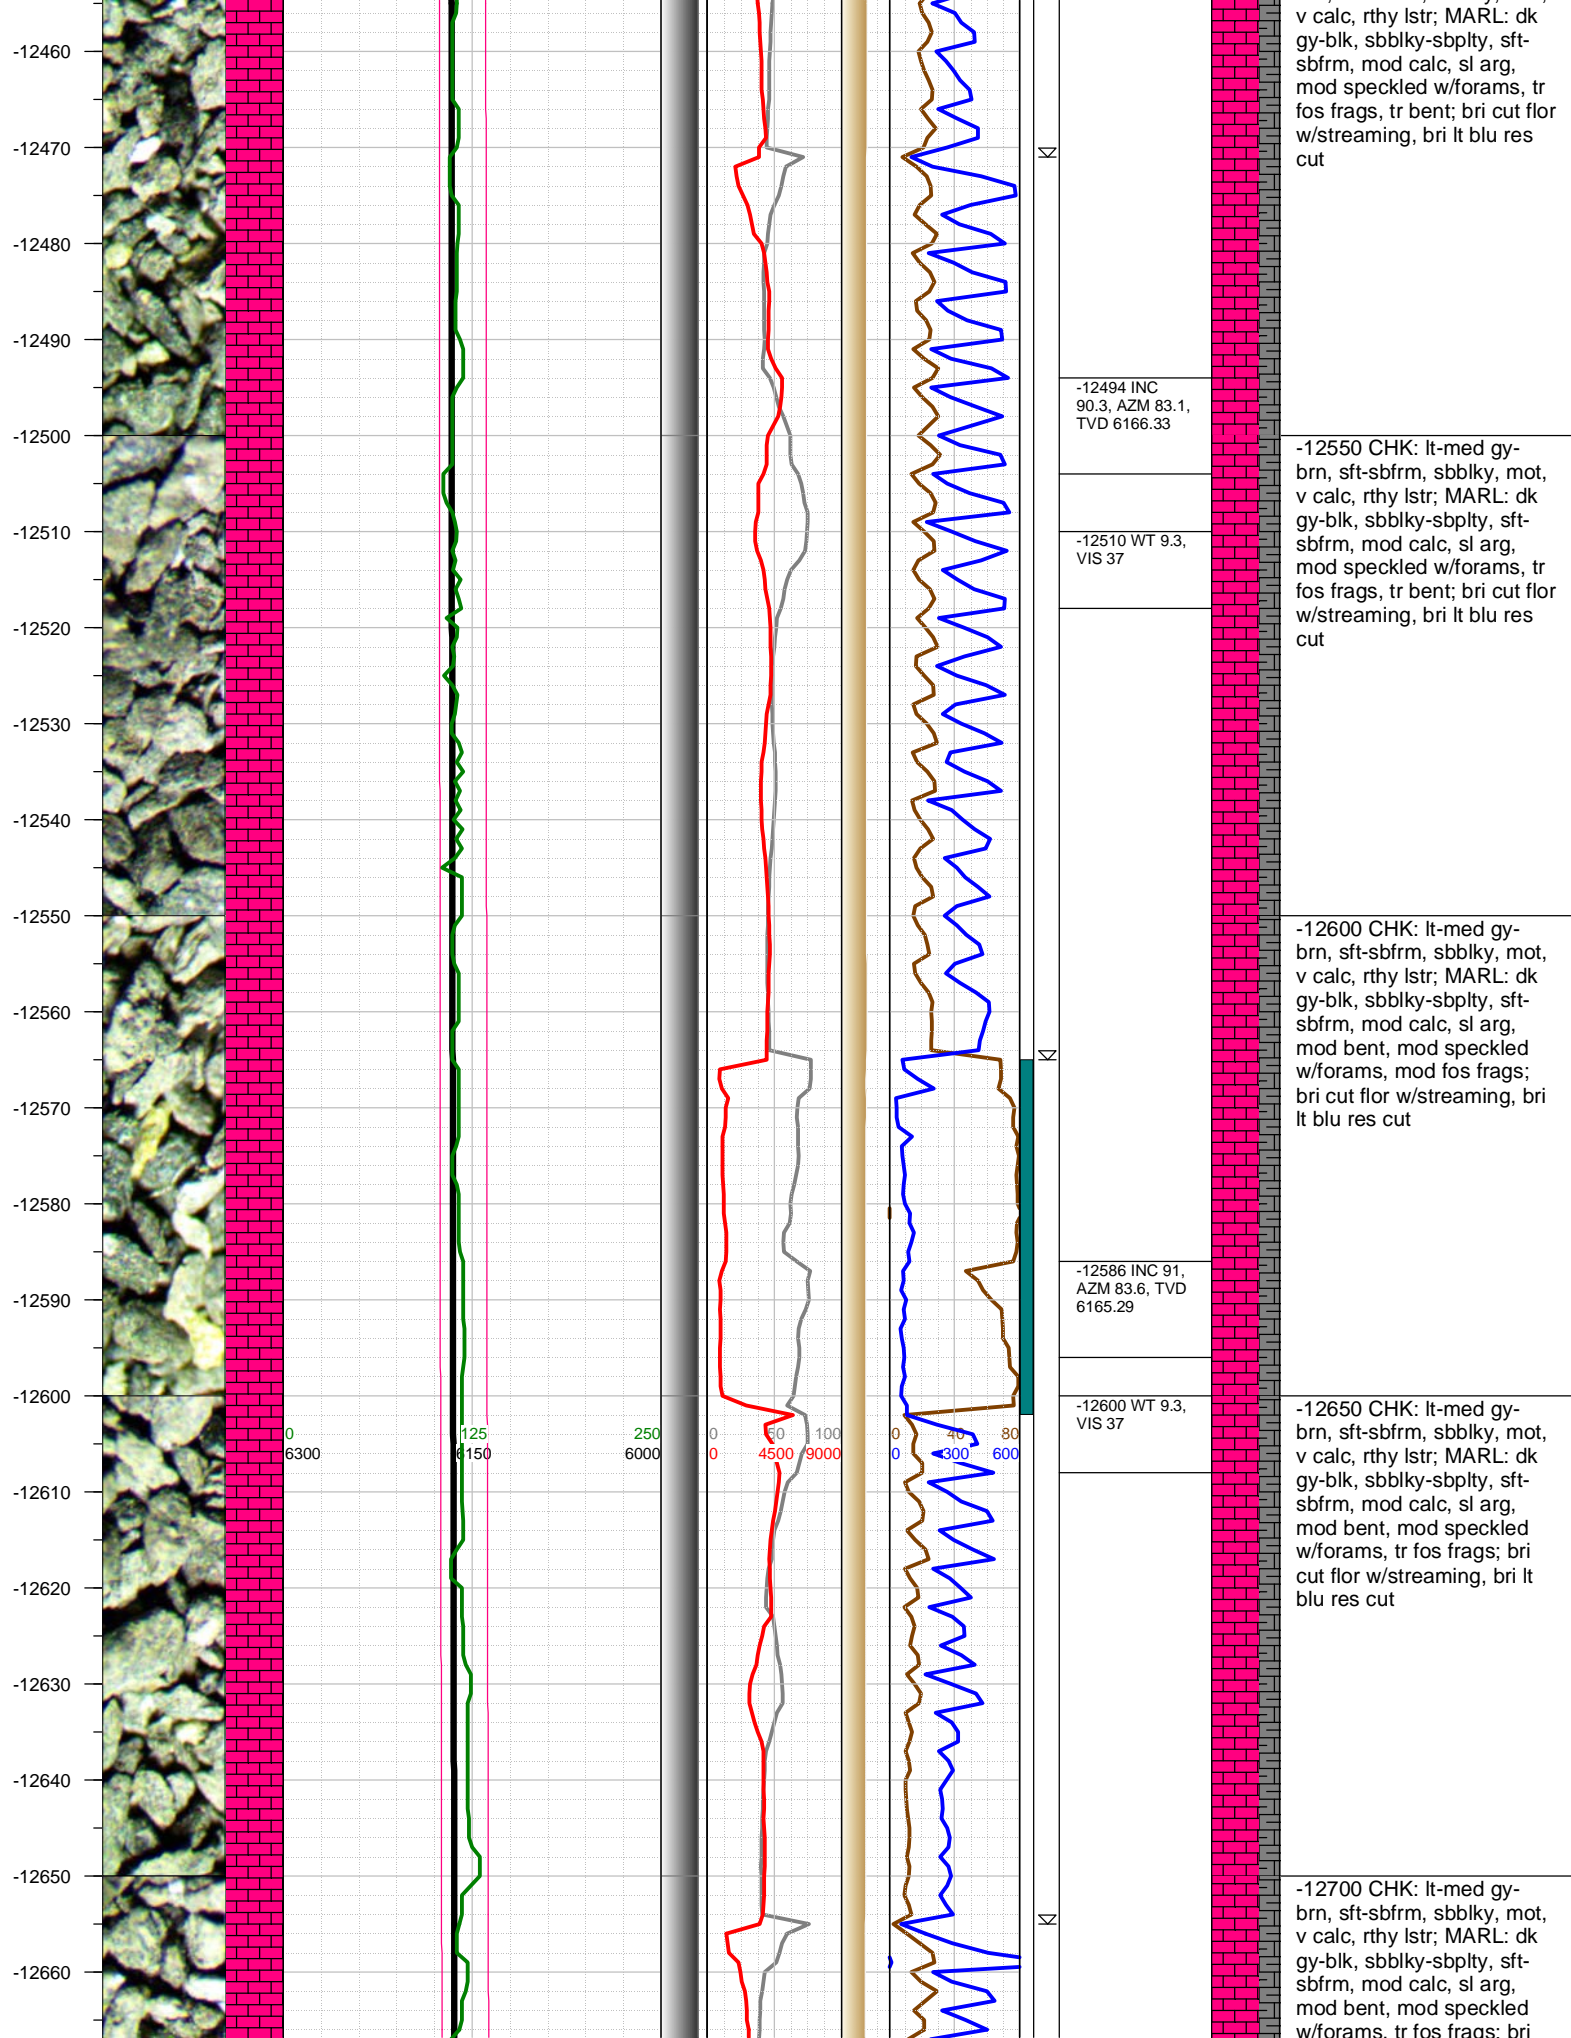 v calc, rthy lstr; MARL: dk
gy-blk, sbblky-sbplty, sft-
sbfrm, mod calc, sl arg,
mod speckled w/forams, tr
fos frags, tr bent; bri cut flor
w/streaming, bri lt blu res
cut
-12460
-12470
-12480
-12490
-12494 INC
90.3, AZM 83.1,
TVD 6166.33
-12500
-12550 CHK: lt-med gy-
brn, sft-sbfrm, sbblky, mot,
v calc, rthy lstr; MARL: dk
gy-blk, sbblky-sbplty, sft-
sbfrm, mod calc, sl arg,
mod speckled w/forams, tr
fos frags, tr bent; bri cut flor
w/streaming, bri lt blu res
cut
-12510
-12510 WT 9.3,
VIS 37
-12520
-12530
-12540
-12550
-12600 CHK: lt-med gy-
brn, sft-sbfrm, sbblky, mot,
v calc, rthy lstr; MARL: dk
gy-blk, sbblky-sbplty, sft-
sbfrm, mod calc, sl arg,
mod bent, mod speckled
w/forams, mod fos frags;
bri cut flor w/streaming, bri
lt blu res cut
-12560
-12570
-12580
-12586 INC 91,
AZM 83.6, TVD
6165.29
-12590
-12600
-12600 WT 9.3,
VIS 37
0 125 250 0 50 100 0 40 80
6300 6150 6000 0 4500 9000 0 300 600
-12650 CHK: lt-med gy-
brn, sft-sbfrm, sbblky, mot,
v calc, rthy lstr; MARL: dk
gy-blk, sbblky-sbplty, sft-
sbfrm, mod calc, sl arg,
mod bent, mod speckled
w/forams, tr fos frags; bri
cut flor w/streaming, bri lt
blu res cut
-12610
-12620
-12630
-12640
-12650
-12700 CHK: lt-med gy-
brn, sft-sbfrm, sbblky, mot,
v calc, rthy lstr; MARL: dk
gy-blk, sbblky-sbplty, sft-
sbfrm, mod calc, sl arg,
mod bent, mod speckled
w/forams, tr fos frags; bri
-12660